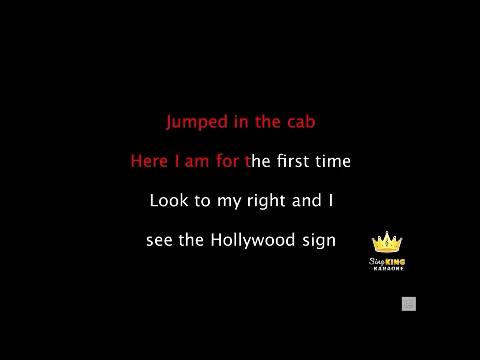 Jumped in the cab
Here I am for the first time
Look to my right and I
see the Hollywood sign
Sing KING
KARAOKE